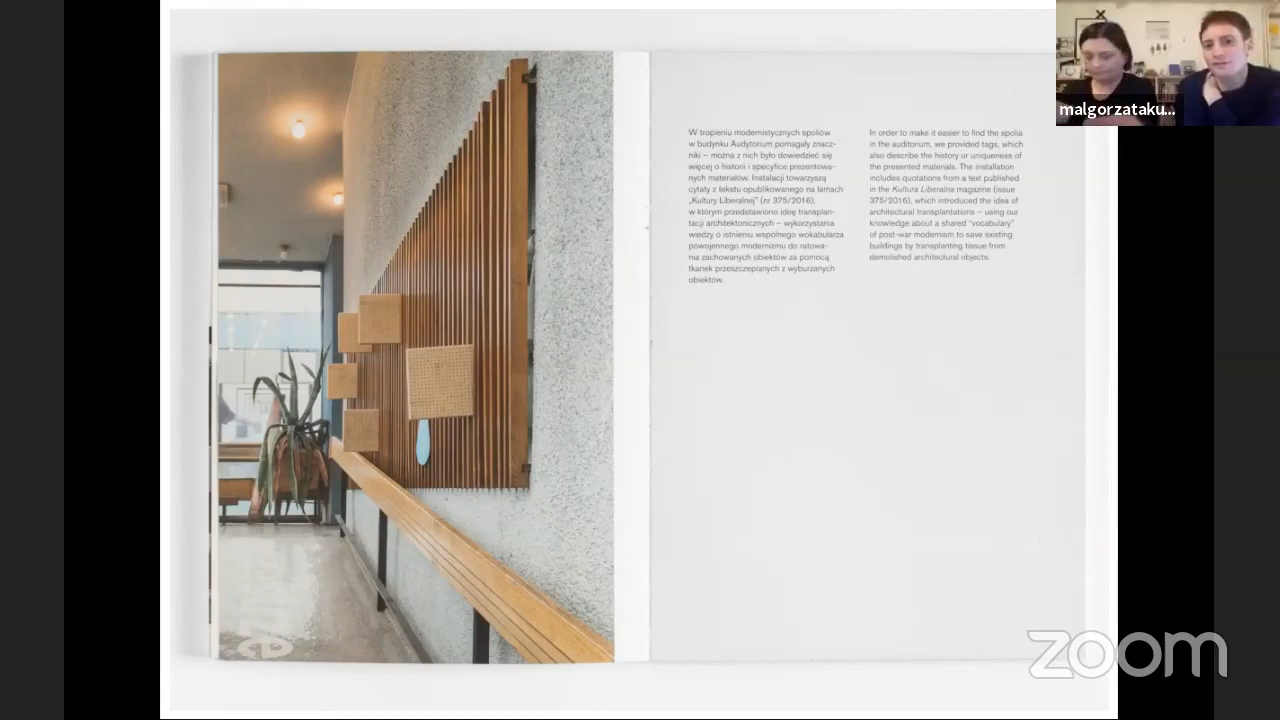 malgorzataku...
W tropieniu modernistycznych spoliów
w budynku Audytorium pomagały znacz-
niki – można z nich było dowiedzieć się
więcej o historii i specyfice prezentowa-
nych materiałów. Instalacji towarzyszą
cytaty z tekstu opublikowanego na łamach
„Kultury Liberalnej” (nr 375/2016),
w którym przedstawiono ideę transplan-
tacji architektonicznych – wykorzystania
wiedzy o istnieniu wspólnego wokabularza
powojennego modernizmu do ratowa-
nia zachowanych obiektów za pomocą
tkanek przeszczepianych z wyburzanych
obiektów.
In order to make it easier to find the spolia
in the auditorium, we provided tags, which
also describe the history or uniqueness of
the presented materials. The installation
includes quotations from a text published
in the Kultura Liberalna magazine (issue
375/2016), which introduced the idea of
architectural transplantations – using our
knowledge about a shared “vocabulary”
of post-war modernism to save existing
buildings by transplanting tissue from
demolished architectural objects.
zoom